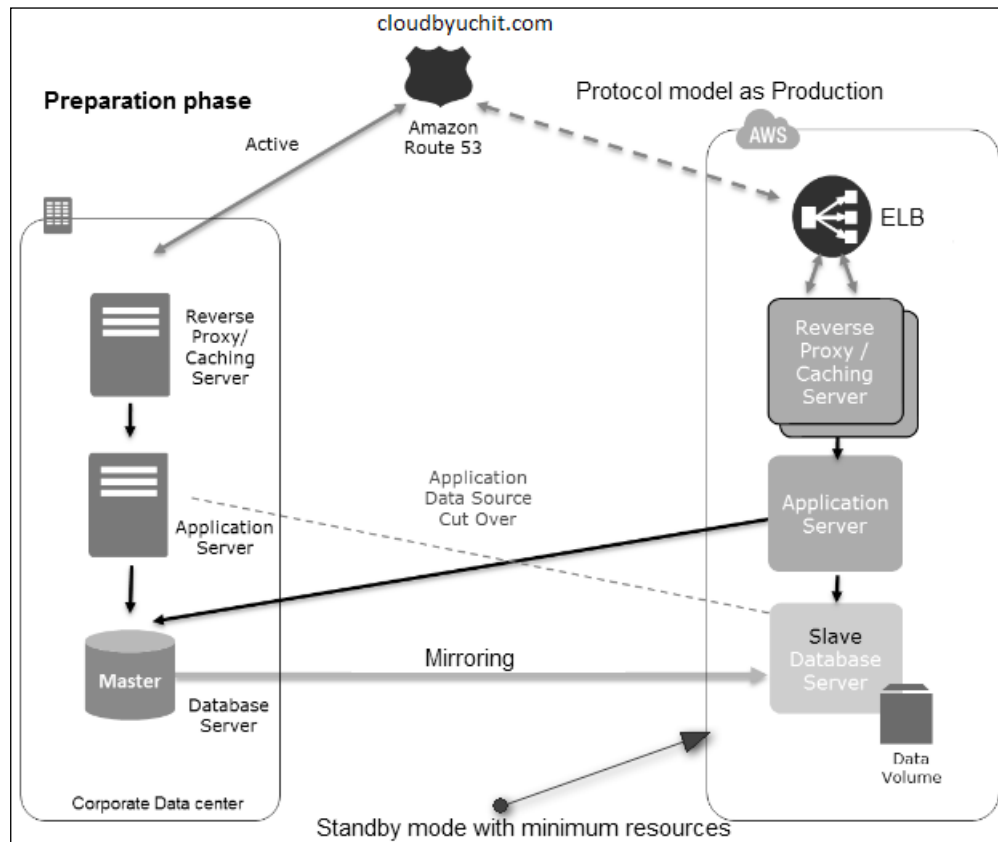 cloudbyuchit.com
Preparation phase
Amazon
Route 53
Protocol model as Production
Active
AWS
ELB
Reverse
Proxy/
Caching
Server
Reverse
Proxy /
Caching
Server
Application
Server
Application
Data Source
Cut Over
Application
Server
Master
Database
Server
Mirroring
Slave
Database
Server
Data
Volume
Corporate Data center
Standby mode with minimum resources